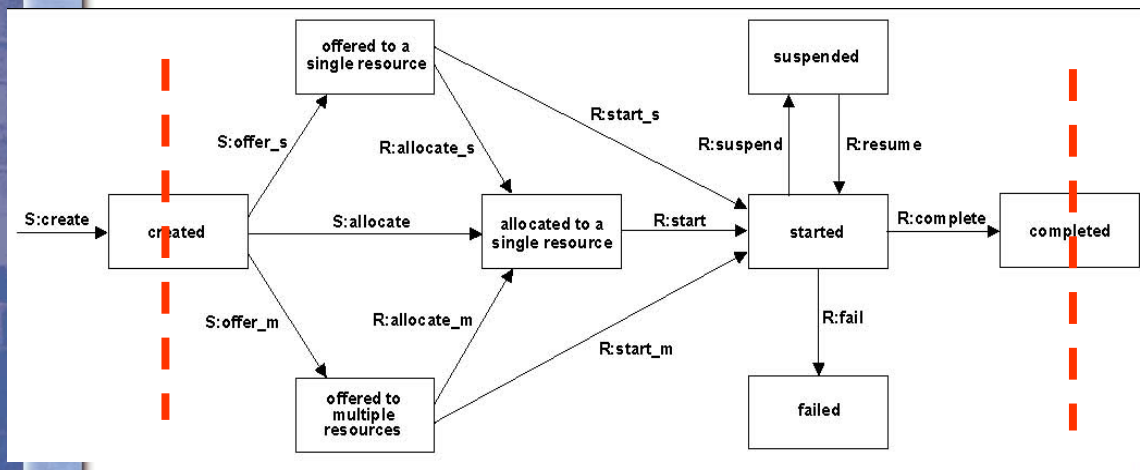 offered to a
single resource
suspended
S:offer_s
R:allocate_s
R:start_s
R:suspend
R:resume
S:create
created
S:allocate
allocated to a
single resource
R:start
started
R:complete
completed
S:offer_m
R:allocate_m
R:start_m
R:fail
offered to
multiple
resources
failed